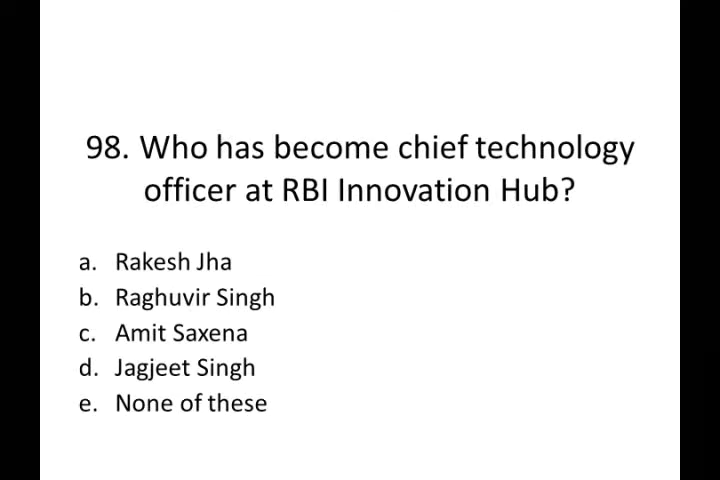 98. Who has become chief technology
officer at RBI Innovation Hub?
a. Rakesh Jha
b. Raghuvir Singh
c. Amit Saxena
d. Jagjeet Singh
e. None of these